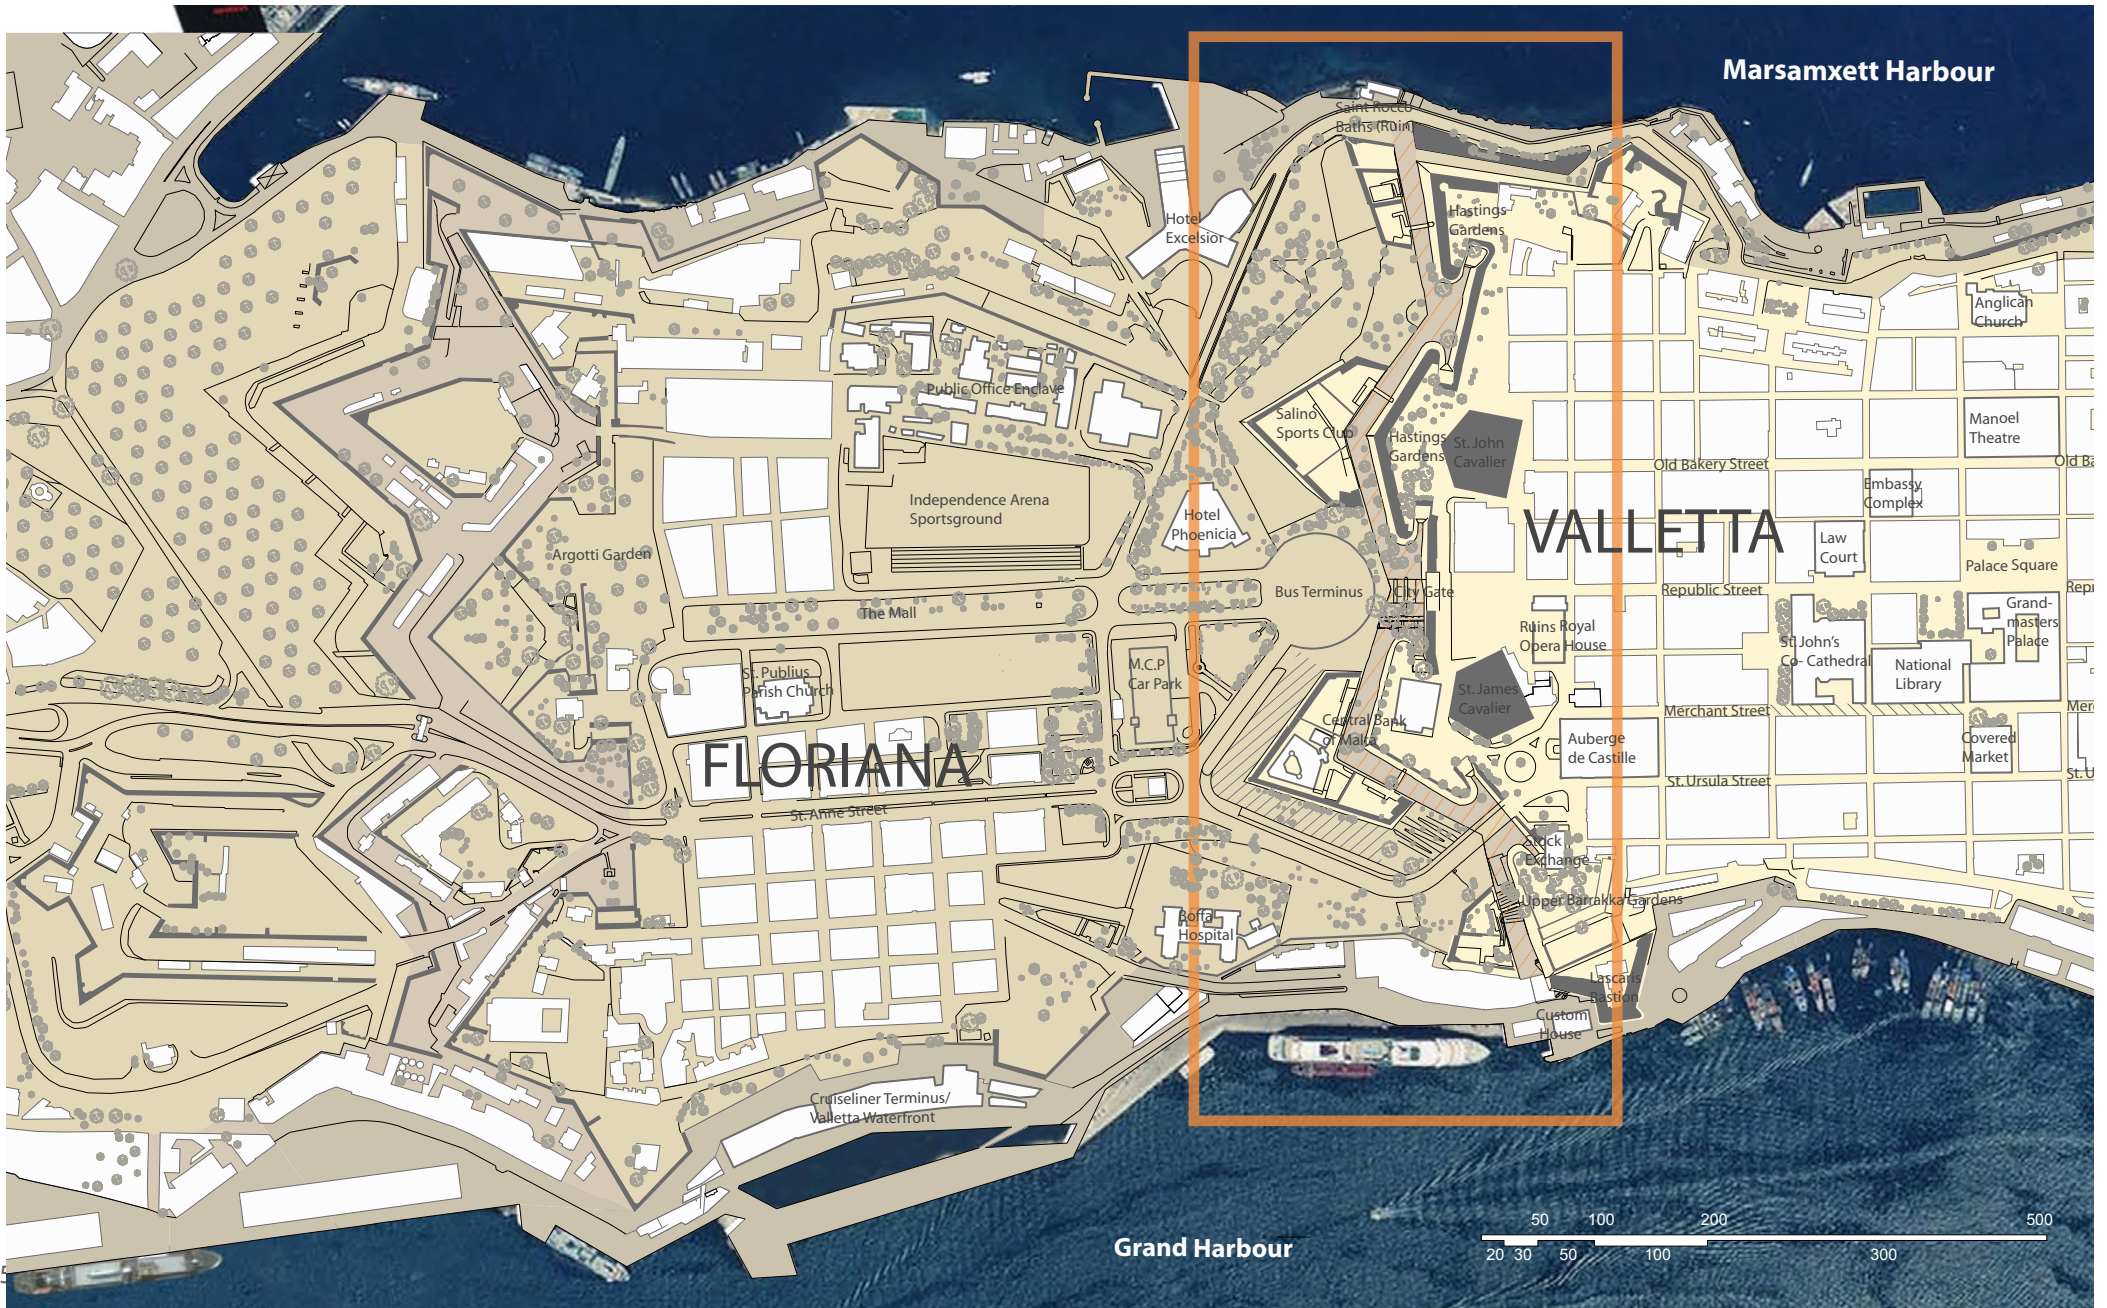 Marsamxett Harbour
Saint Rocco
Baths (Ruin)
Hotel
Excelsior
Hastings
Gardens
Anglican
Church
Public Office Enclave
Salino
Sports Club
Hastings
Gardens
St. John
Cavalier
Manoel
Theatre
Old Bakery Street
Old Ba
Independence Arena
Sportsground
Embassy
Complex
Hotel
Phoenicia
VALLETTA
Law
Court
Argotti Garden
Palace Square
Bus Terminus
City Gate
Republic Street
Repu
The Mall
Grand-
masters
Palace
Ruins Royal
Opera House
St. John's
Co- Cathedral
National
Library
M.C.P
Car Park
St. Publius
Parish Church
St. James
Cavalier
Merchant Street
Merc
Central Bank
of Malta
Auberge
de Castille
Covered
Market
FLORIANA
St. Ursula Street
St. U
St. Anne Street
Stock
Exchange
Upper Barrakka Gardens
Boffa
Hospital
Lascaris
Bastion
Custom
House
Cruiseliner Terminus/
Valletta Waterfront
Grand Harbour
50 100 200 500
20 30 50 100 300